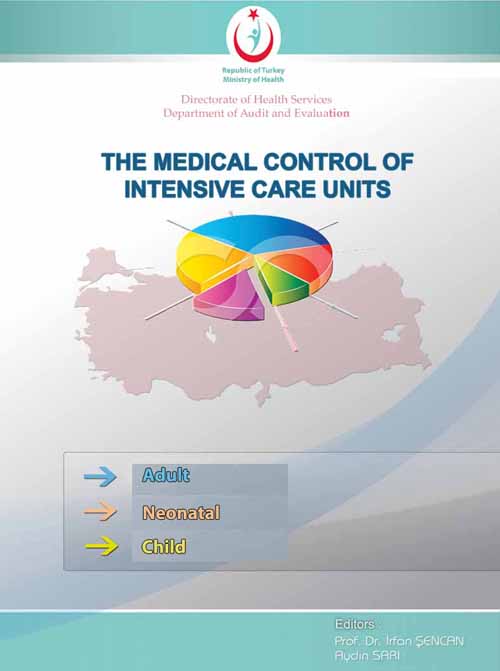 Republic of Turkey
Ministry of Health
Directorate of Health Services
Department of Audit and Evaluation
THE MEDICAL CONTROL OF
INTENSIVE CARE UNITS
Adult
Neonatal
Child
Editors :
Prof. Dr. İrfan ŞENCAN
Aydın SARI